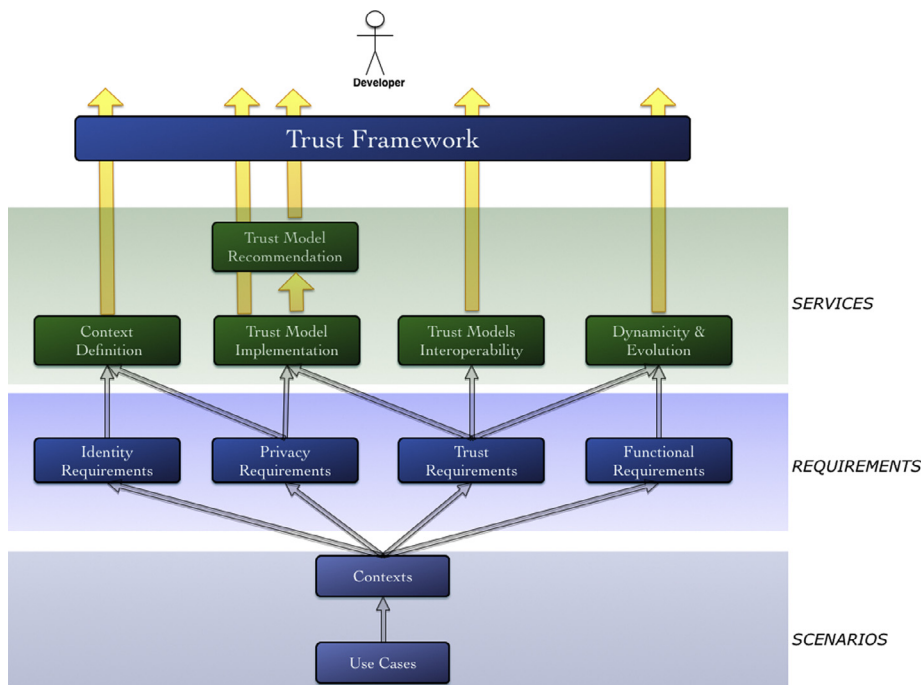 Developer
Trust Framework
Trust Model
Recommendation
SERVICES
Context
Definition
Trust Model
Implementation
Trust Models
Interoperability
Dynamicity &
Evolution
Identity
Requirements
Privacy
Requirements
Trust
Requirements
Functional
Requirements
REQUIREMENTS
Contexts
Use Cases
SCENARIOS